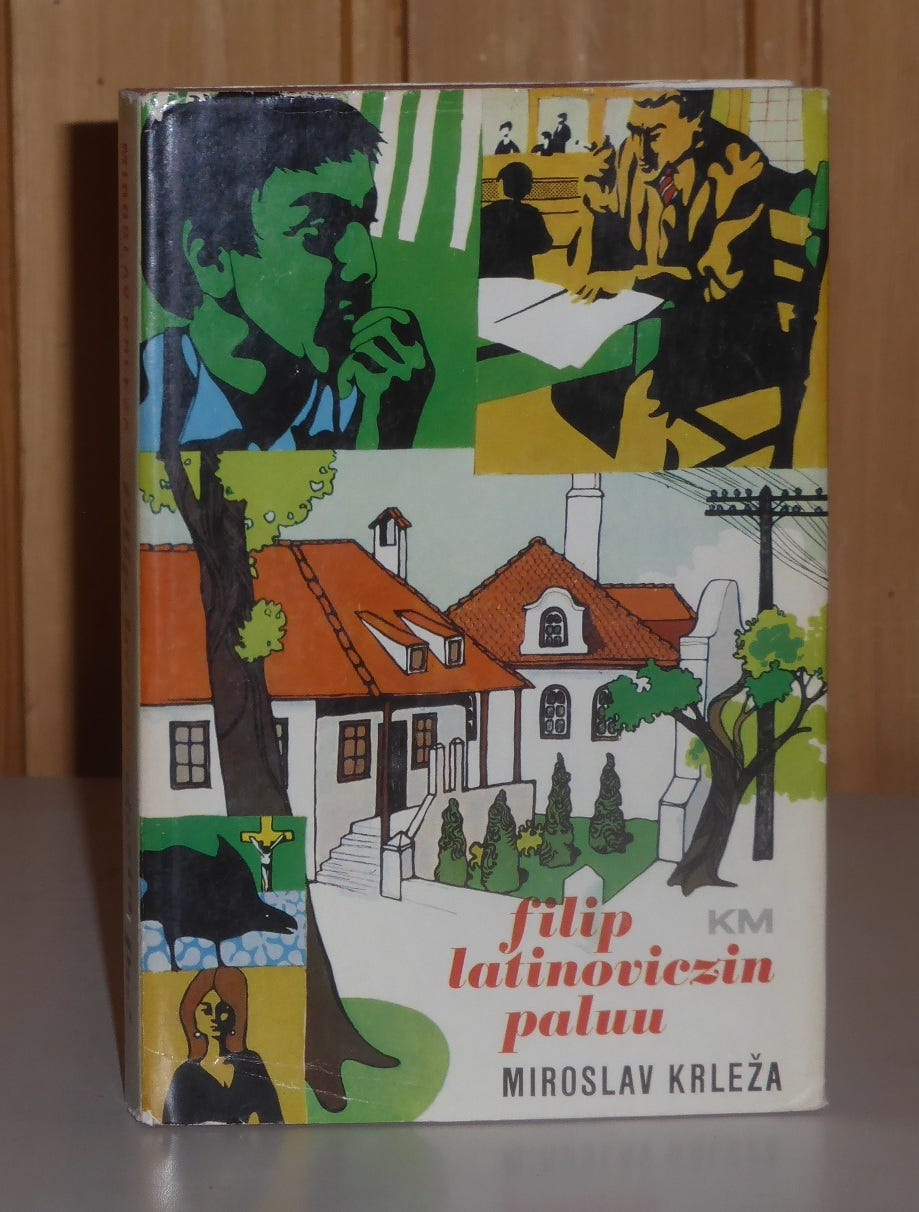 KM
filip
latinoviczin
paluu
MIROSLAV KRLEŽA